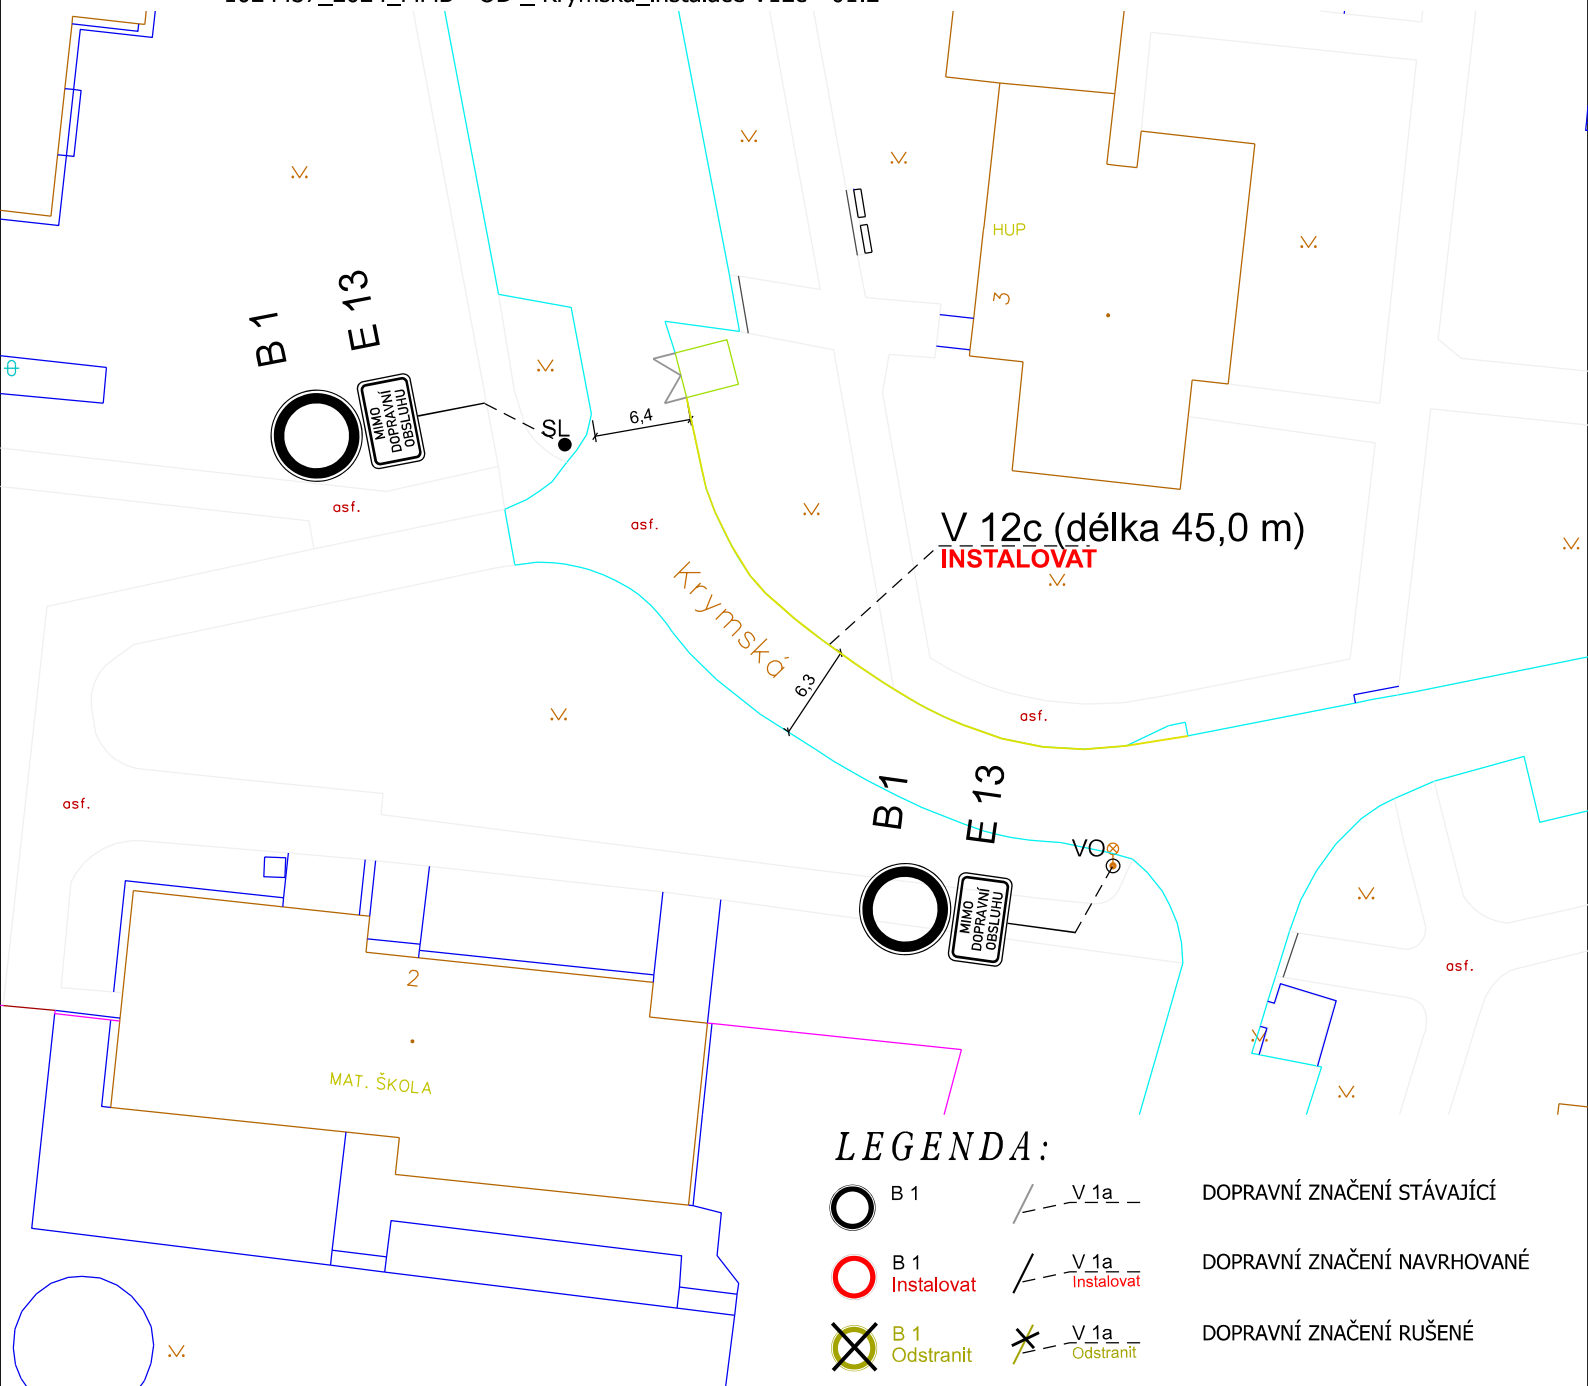 HUP
3
B 1
E 13
MIMO
DOPRAVNÍ
OBSLUHU
SL
6,4
asf.
asf.
V 12c (délka 45,0 m)
INSTALOVAT
Krymská
6,3
asf.
asf.
B 1
E 13
VO
MIMO
DOPRAVNÍ
OBSLUHU
asf.
2
MAT. ŠKOLA
LEGENDA:
B 1
V 1a
DOPRAVNÍ ZNAČENÍ STÁVAJÍCÍ
B 1
Instalovat
V 1a
Instalovat
DOPRAVNÍ ZNAČENÍ NAVRHOVANÉ
B 1
Odstranit
V 1a
Odstranit
DOPRAVNÍ ZNAČENÍ RUŠENÉ